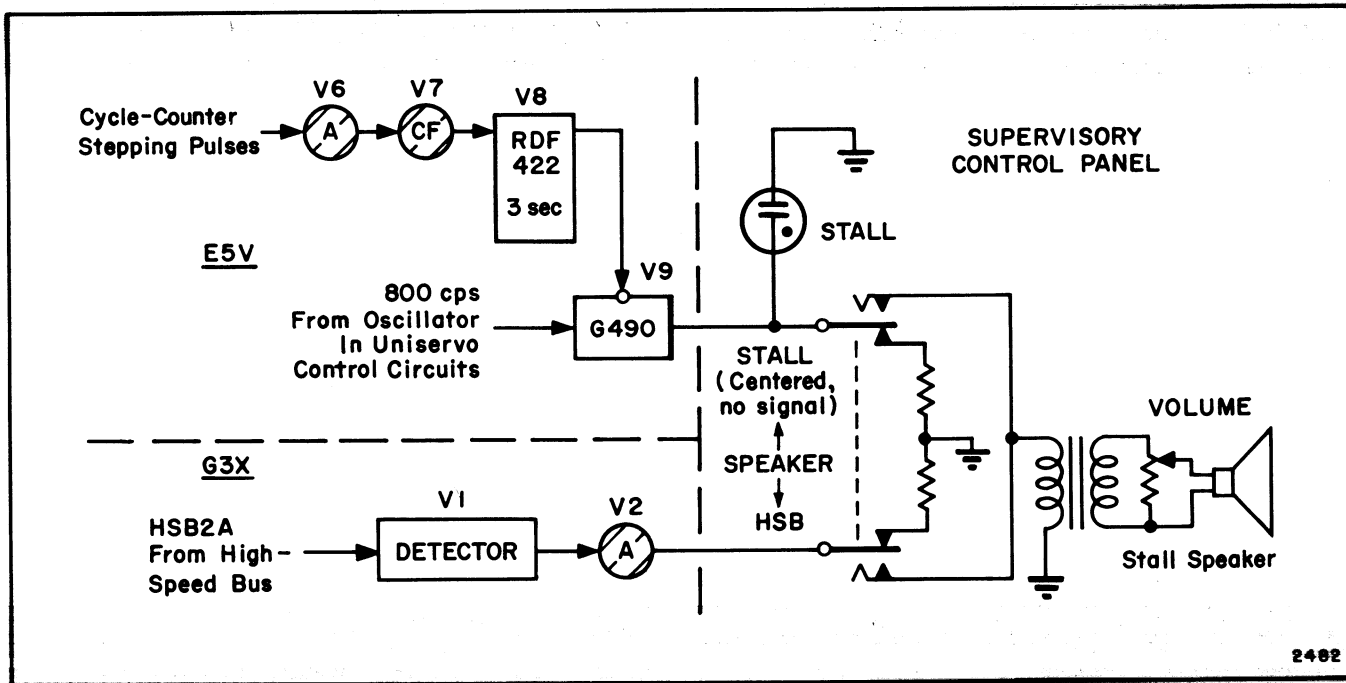 V6
V7
V8
Cycle-Counter
Stepping Pulses
A
CF
RDF
422
3 sec
SUPERVISORY
CONTROL PANEL
STALL
E5V
V9
800 cps
From Oscillator
In Uniservo
Control Circuits
G490
STALL
(Centered,
no signal)
SPEAKER
HSB
VOLUME
Stall Speaker
G3X
V1
V2
HSB2A
From High-
Speed Bus
DETECTOR
A
2482